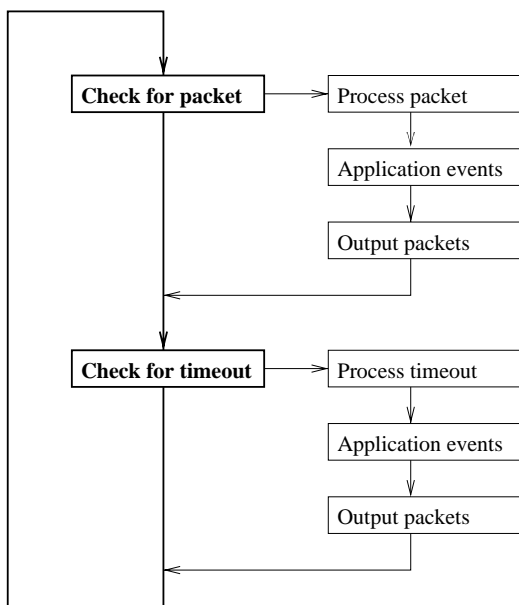 Check for packet
Process packet
Application events
Output packets
Check for timeout
Process timeout
Application events
Output packets